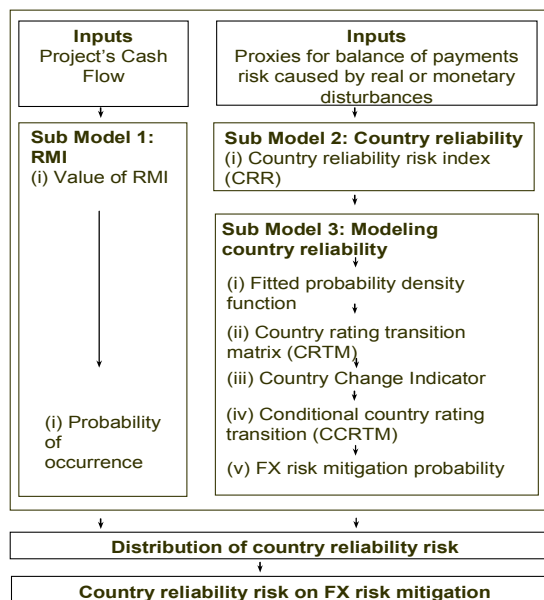 Inputs
Project's Cash
Flow
Inputs
Proxies for balance of payments
risk caused by real or monetary
disturbances
Sub Model 1:
RMI
(i) Value of RMI
(i) Probability
of
occurrence
Sub Model 2: Country reliability
(i) Country reliability risk index
(CRR)
Sub Model 3: Modeling
country reliability
(i) Fitted probability density
function
(ii) Country rating transition
matrix (CRTM)
(iii) Country Change Indicator
(iv) Conditional country rating
transition (CCRTM)
(v) FX risk mitigation probability
Distribution of country reliability risk
Country reliability risk on FX risk mitigation